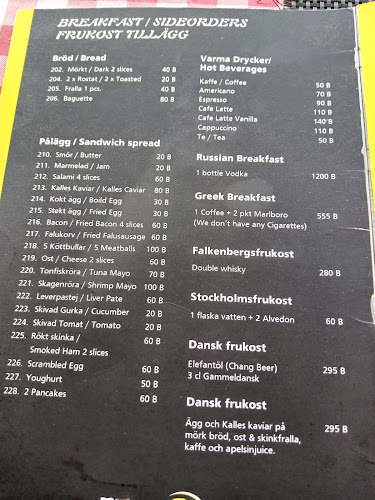 BREAKFAST / SIDEORDERS
FRUKOST TILLÄGG
Bröd / Bread
202. Mörkt / Dark 2 slices 40 B
204. 2 x Rostat / 2 x Toasted 20 B
205. Fralla 1 pcs. 40 B
206. Baguette 80 B
Pålägg / Sandwich spread
210. Smör / Butter 20 B
211. Marmelad / Jam 20 B
212. Salami 4 slices 60 B
213. Kalles Kaviar / Kalles Caviar 80 B
214. Kokt ägg / Boild Egg 30 B
215. Stekt ägg / Fried Egg 30 B
216. Bacon / Fried Bacon 4 slices 60 B
217. Falukorv / Fried Falusausage 60 B
218. 5 Köttbullar / 5 Meatballs 100 B
219. Ost / Cheese 2 slices 60 B
220. Tonfiskröra / Tuna Mayo 70 B
221. Skagenröra / Shrimp Mayo 100 B
222. Leverpastej / Liver Pate 60 B
223. Skivad Gurka / Cucumber 20 B
224. Skivad Tomat / Tomato 20 B
225. Rökt skinka /
Smoked Ham 2 slices 60 B
226. Scrambled Egg 60 B
227. Youghurt 50 B
228. 2 Pancakes 60 B
Varma Drycker/
Hot Beverages
Kaffe / Coffee 50 B
Americano 70 B
Espresso 90 B
Cafe Latte 110 B
Cafe Latte Vanilla 140'B
Cappuccino 110 B
Te / Tea 50 B
Russian Breakfast
1 bottle Vodka 1200 B
Greek Breakfast
1 Coffee + 2 pkt Marlboro 555 B
(We don't have any Cigarettes)
Falkenbergsfrukost
Double whisky 280 B
Stockholmsfrukost
1 flaska vatten + 2 Alvedon 60 B
Dansk frukost
Elefantöl (Chang Beer) 295 B
3 cl Gammeldansk
Dansk frukost
Ägg och Kalles kaviar på 295 B
mörk bröd, ost & skinkfralla,
kaffe och apelsinjuice.